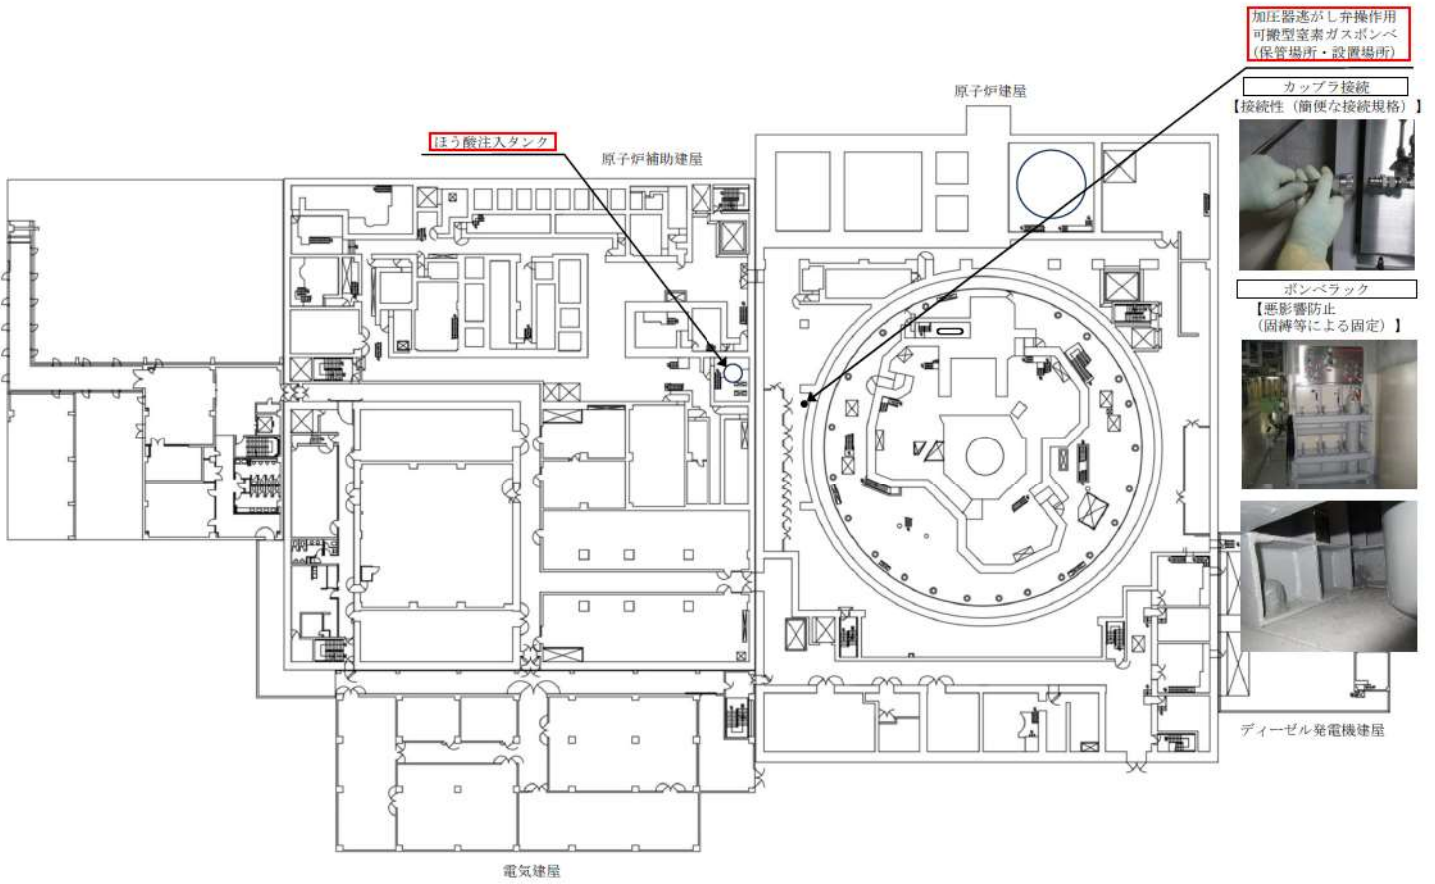 加圧器逃がし弁操作用
可搬型窒素ガスボンベ
(保管場所・設置場所)
カップラ接続
【接続性(簡便な接続規格)】
原子炉建屋
ほう酸注入タンク
原子炉補助建屋
ボンベラック
【悪影響防止
(固縛等による固定)】
ディーゼル発電機建屋
電気建屋